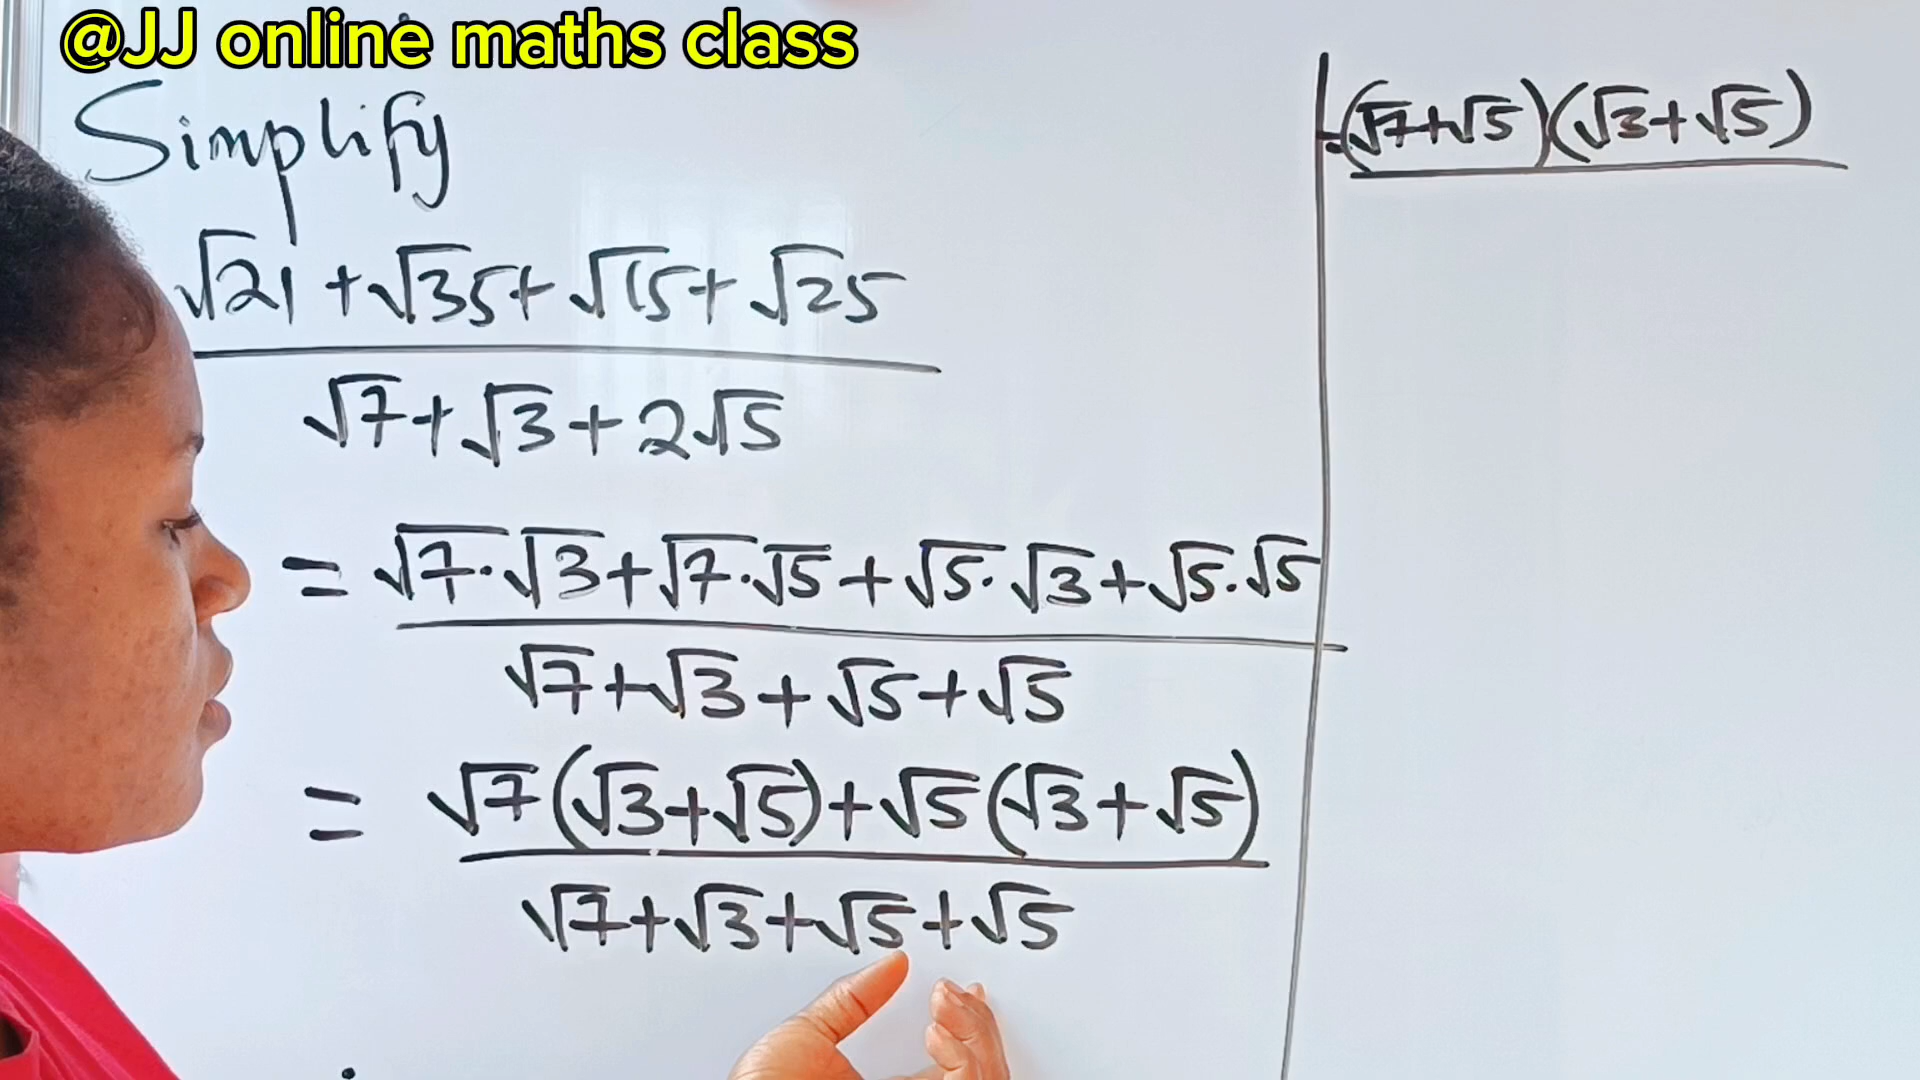 @JJ online maths class
Simplify
√21 + √35 + √15 + √25
√7 + √3 + 2√5
= √7·√3 + √7·√5 + √5·√3 + √5·√5
√7 + √3 + √5 + √5
= √7(√3 + √5) + √5(√3 + √5)
√7 + √3 + √5 + √5
(√7 + √5)(√3 + √5)